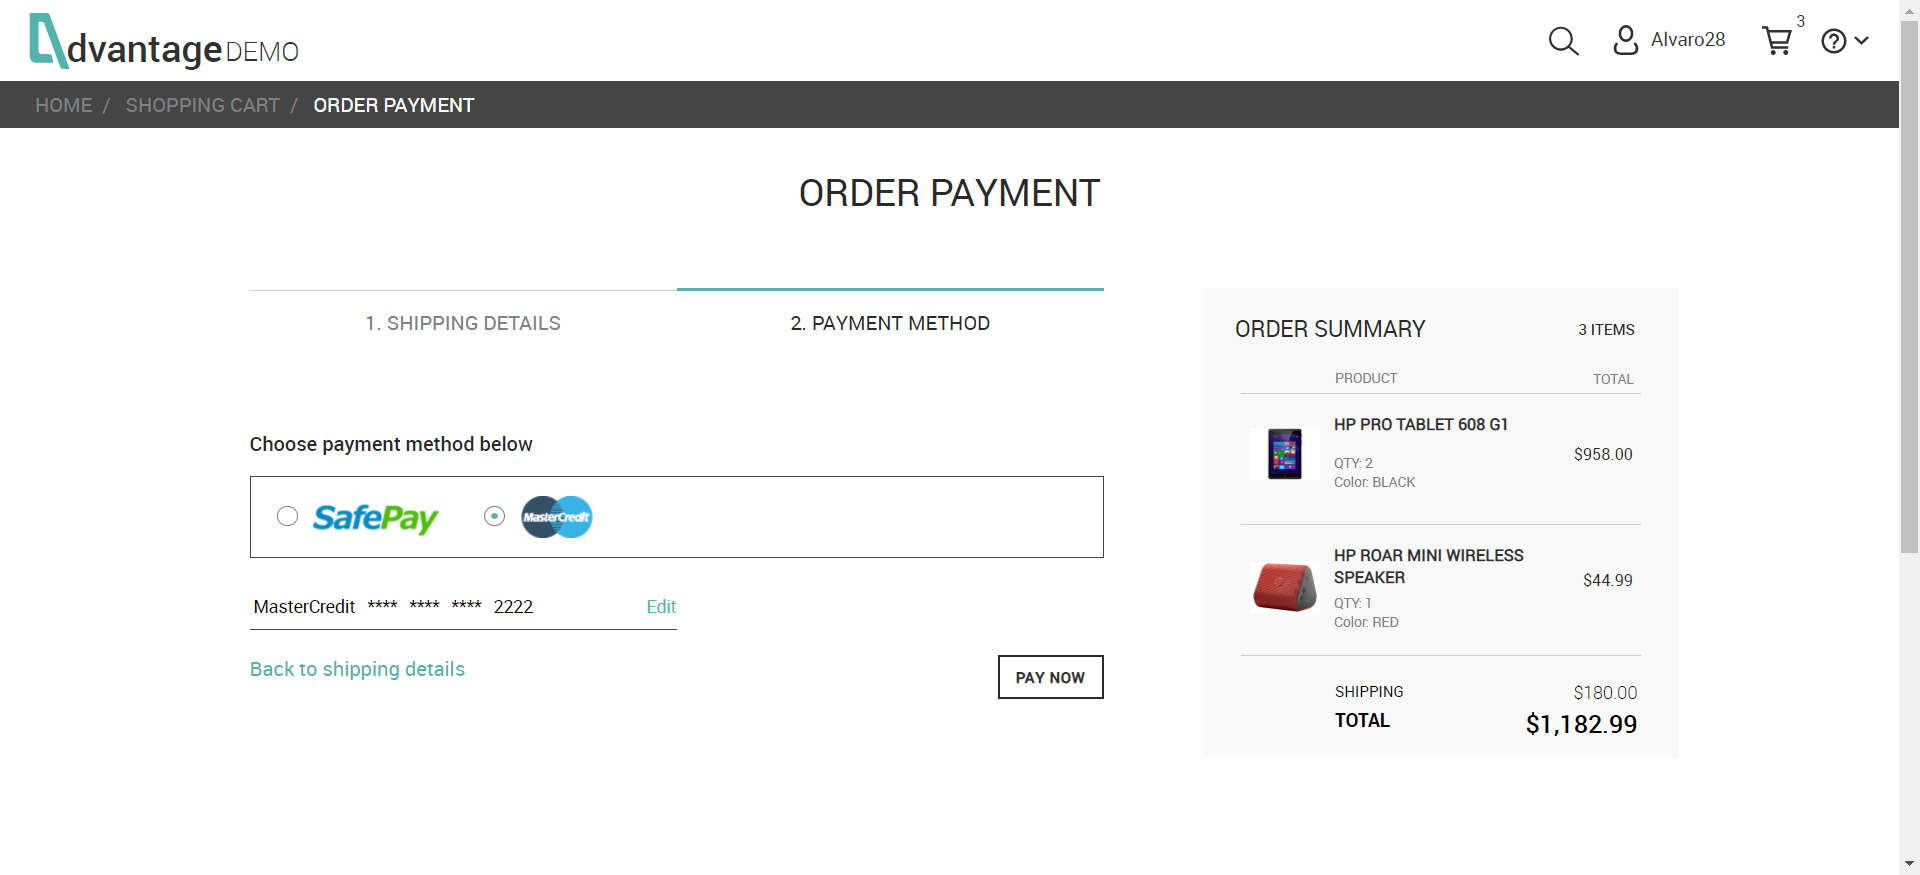 dvantage DEMO
Alvaro28
3
HOME / SHOPPING CART / ORDER PAYMENT
ORDER PAYMENT
1. SHIPPING DETAILS
2. PAYMENT METHOD
Choose payment method below
SafePay
MasterCredit
MasterCredit **** **** **** 2222
Edit
Back to shipping details
PAY NOW
ORDER SUMMARY
3 ITEMS
PRODUCT
TOTAL
HP PRO TABLET 608 G1
QTY: 2
Color: BLACK
$958.00
HP ROAR MINI WIRELESS
SPEAKER
QTY: 1
Color: RED
$44.99
SHIPPING
$180.00
TOTAL
$1,182.99